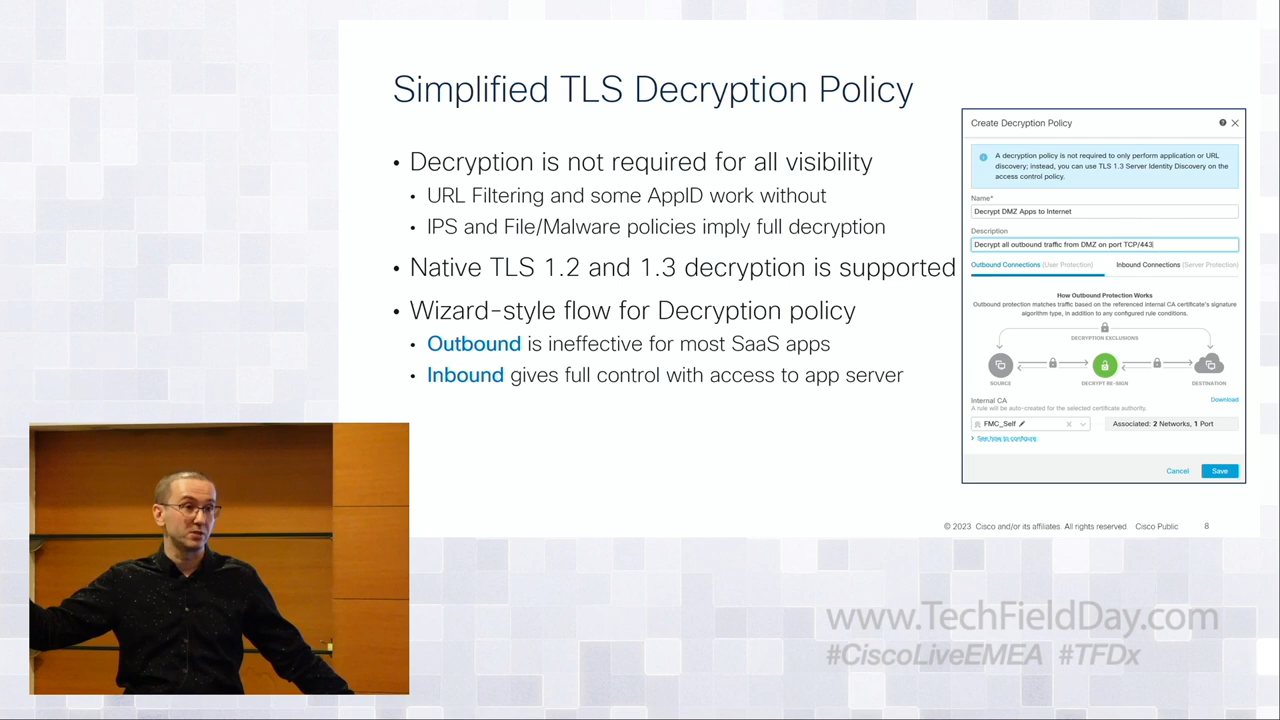 Simplified TLS Decryption Policy
• Decryption is not required for all visibility
• URL Filtering and some AppID work without
• IPS and File/Malware policies imply full decryption
• Native TLS 1.2 and 1.3 decryption is supported
• Wizard-style flow for Decryption policy
• Outbound is ineffective for most SaaS apps
• Inbound gives full control with access to app server
Create Decryption Policy
A decryption policy is not required to only perform application or URL
discovery; instead, you can use TLS 1.3 Server Identity Discovery on the
access control policy.
Name*
Decrypt DMZ Apps to Internet
Description
Decrypt all outbound traffic from DMZ on port TCP/443
Outbound Connections (User Protection) Inbound Connections (Server Protection)
How Outbound Protection Works
Outbound protection matches traffic based on the referenced internal CA certificate's signature
algorithm type, in addition to any configured rule conditions.
DECRYPTION EXCLUSIONS
SOURCE DECRYPT RE-SIGN DESTINATION
Internal CA Download
A rule will be auto-created for the selected certificate authority.
FMC_Self Associated: 2 Networks, 1 Port
> See how to configure
Cancel Save
© 2023 Cisco and/or its affiliates. All rights reserved. Cisco Public 8
www.TechFieldDay.com
#CiscoLiveEMEA #TFDx